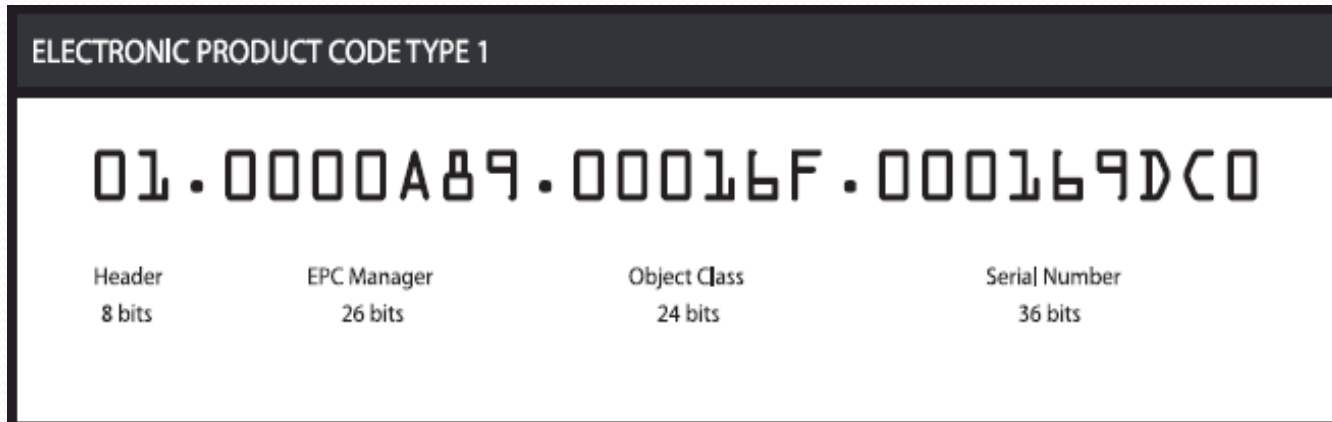 ELECTRONIC PRODUCT CODE TYPE 1
01.0000A89.00016F.000169DC0
Header EPC Manager Object Class Serial Number
8 bits 26 bits 24 bits 36 bits